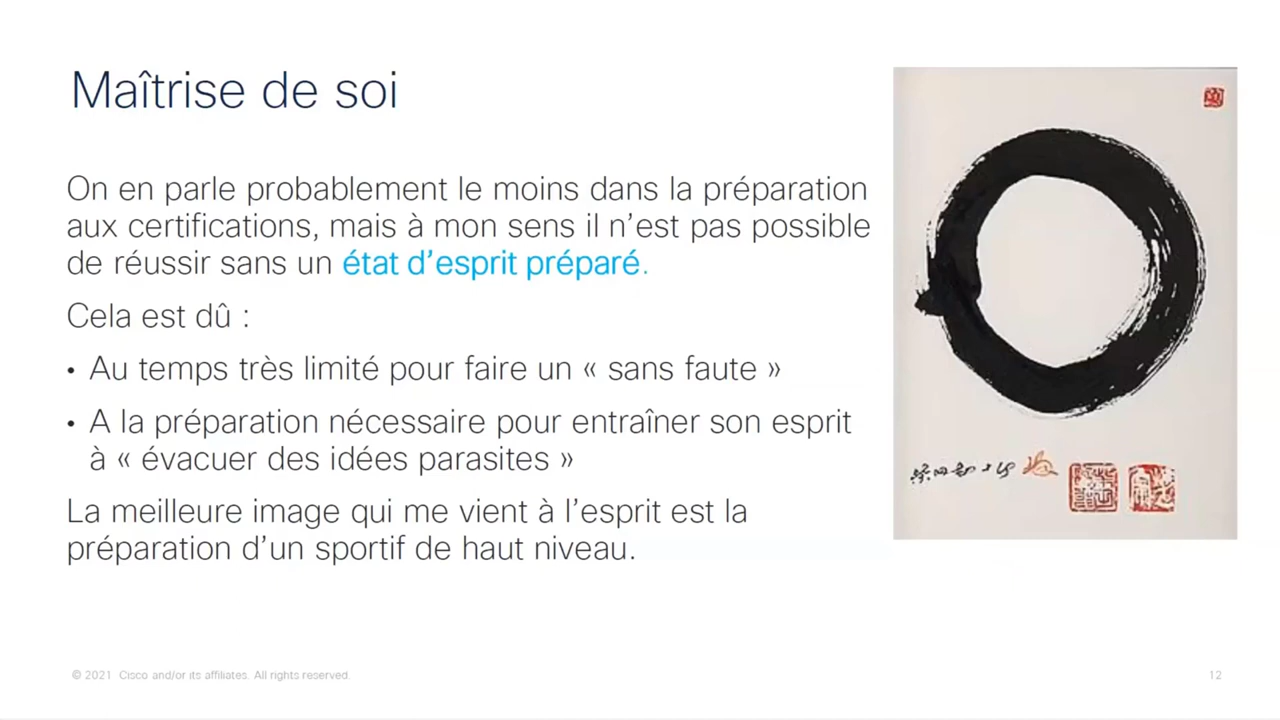 Maîtrise de soi
On en parle probablement le moins dans la préparation
aux certifications, mais à mon sens il n’est pas possible
de réussir sans un état d’esprit préparé.
Cela est dû :
• Au temps très limité pour faire un « sans faute »
• A la préparation nécessaire pour entraîner son esprit
à « évacuer des idées parasites »
La meilleure image qui me vient à l’esprit est la
préparation d’un sportif de haut niveau.
© 2021 Cisco and/or its affiliates. All rights reserved.
12